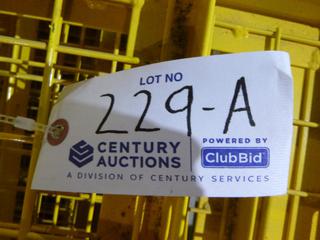 LOT NO
229-A
CENTURY
AUCTIONS
POWERED BY
ClubBid
A DIVISION OF CENTURY SERVICES